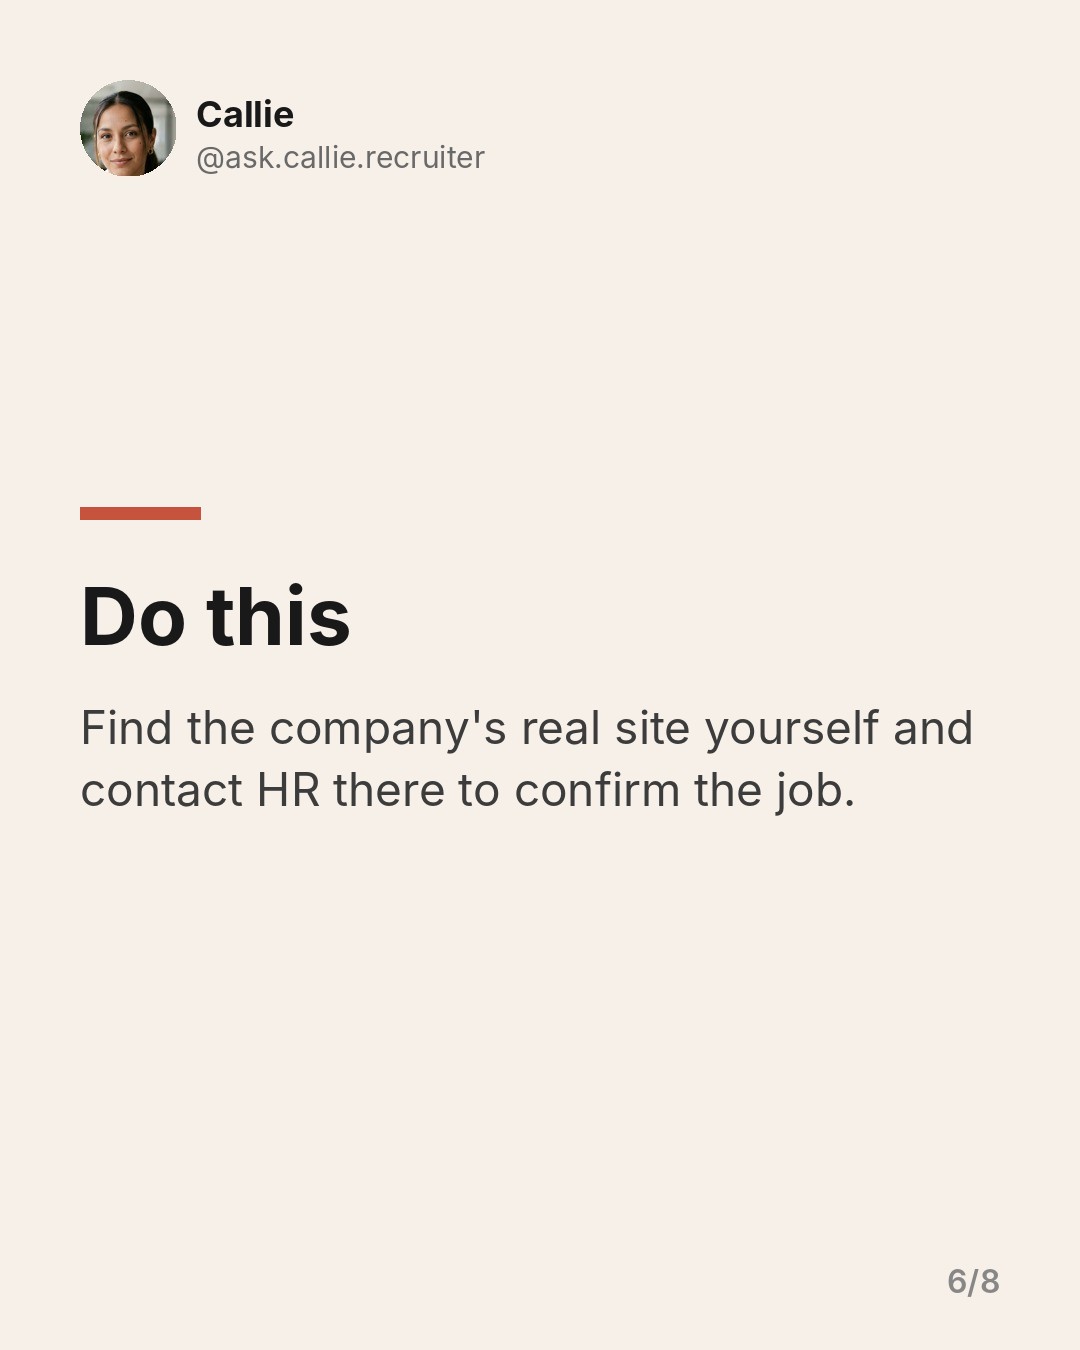 Callie
@ask.callie.recruiter
Do this
Find the company's real site yourself and
contact HR there to confirm the job.
6/8